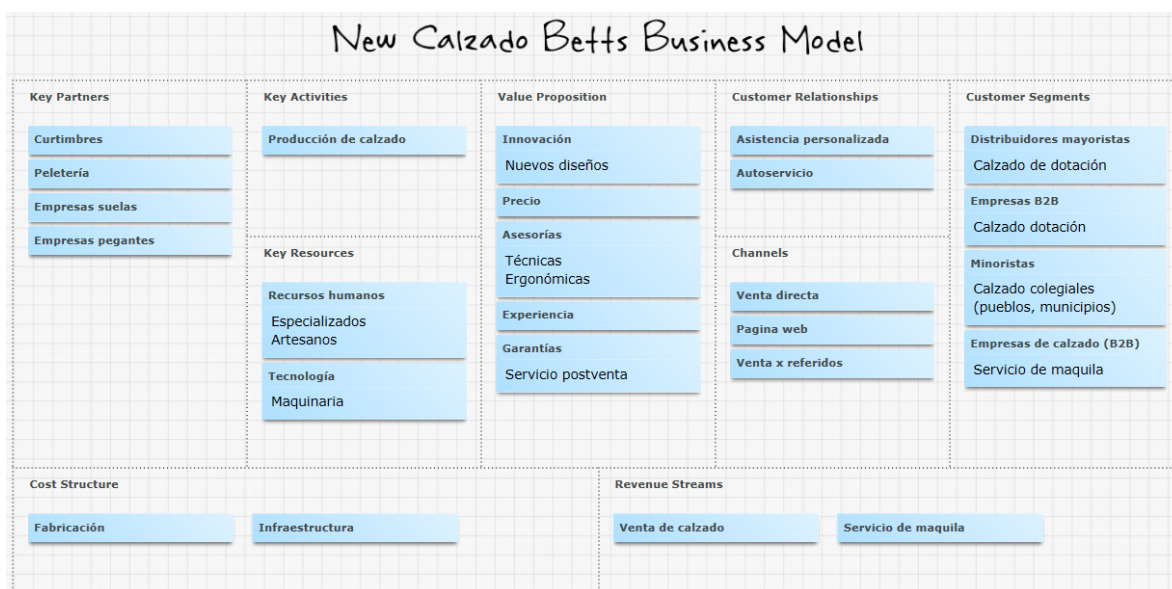 New Calzado Betts Business Model
Key Partners
Curtimbres
Peletería
Empresas suelas
Empresas pegantes
Key Activities
Producción de calzado
Key Resources
Recursos humanos
Especializados
Artesanos
Tecnología
Maquinaria
Value Proposition
Innovación
Nuevos diseños
Precio
Asesorías
Técnicas
Ergonómicas
Experiencia
Garantías
Servicio postventa
Customer Relationships
Asistencia personalizada
Autoservicio
Channels
Venta directa
Pagina web
Venta x referidos
Customer Segments
Distribuidores mayoristas
Calzado de dotación
Empresas B2B
Calzado dotación
Minoristas
Calzado colegiales
(pueblos, municipios)
Empresas de calzado (B2B)
Servicio de maquila
Cost Structure
Fabricación
Infraestructura
Revenue Streams
Venta de calzado
Servicio de maquila